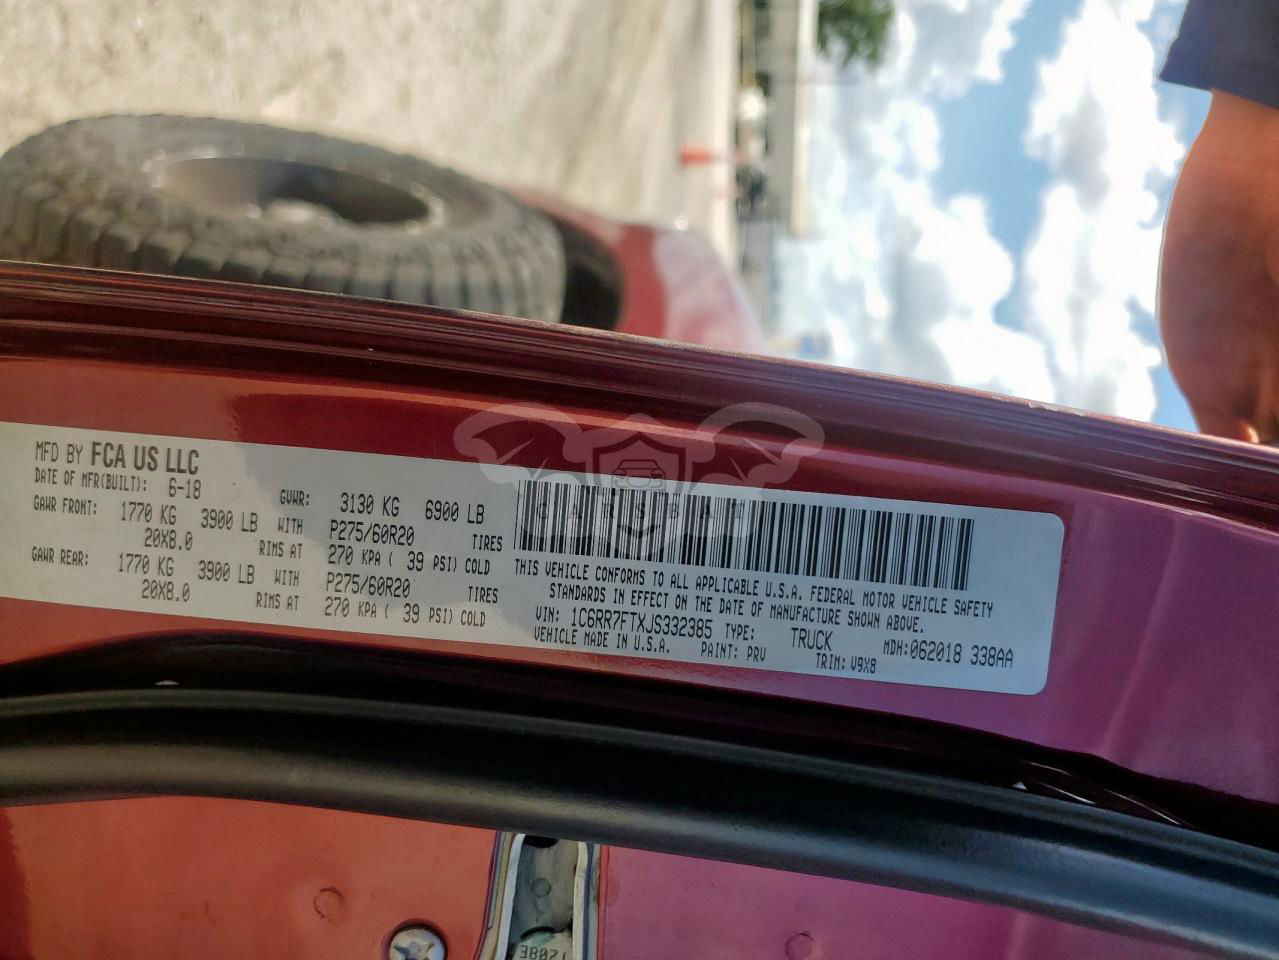 MFD BY FCA US LLC
DATE OF MFR(BUILT): 6-18 GVWR: 3130 KG 6900 LB
GAWR FRONT: 1770 KG 3900 LB WITH P275/60R20 TIRES
20X8.0 RIMS AT 270 KPA ( 39 PSI) COLD
GAWR REAR: 1770 KG 3900 LB WITH P275/60R20 TIRES
20X8.0 RIMS AT 270 KPA ( 39 PSI) COLD
THIS VEHICLE CONFORMS TO ALL APPLICABLE U.S.A. FEDERAL MOTOR VEHICLE SAFETY
STANDARDS IN EFFECT ON THE DATE OF MANUFACTURE SHOWN ABOVE.
VIN: 1C6RR7FTXJS332385 TYPE: TRUCK MDH:062018 338AA
VEHICLE MADE IN U.S.A. PAINT: PRV TRIM: V9X8
CARSBAT